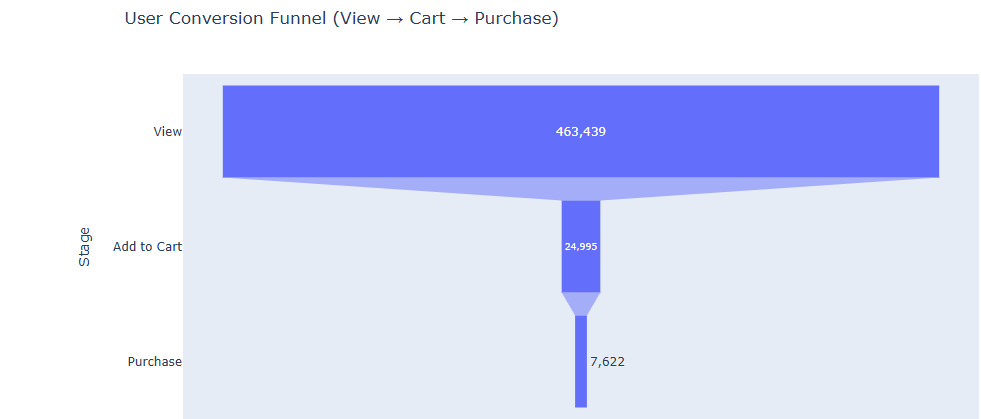 User Conversion Funnel (View → Cart → Purchase)
View
463,439
Stage
Add to Cart
24,995
Purchase
7,622